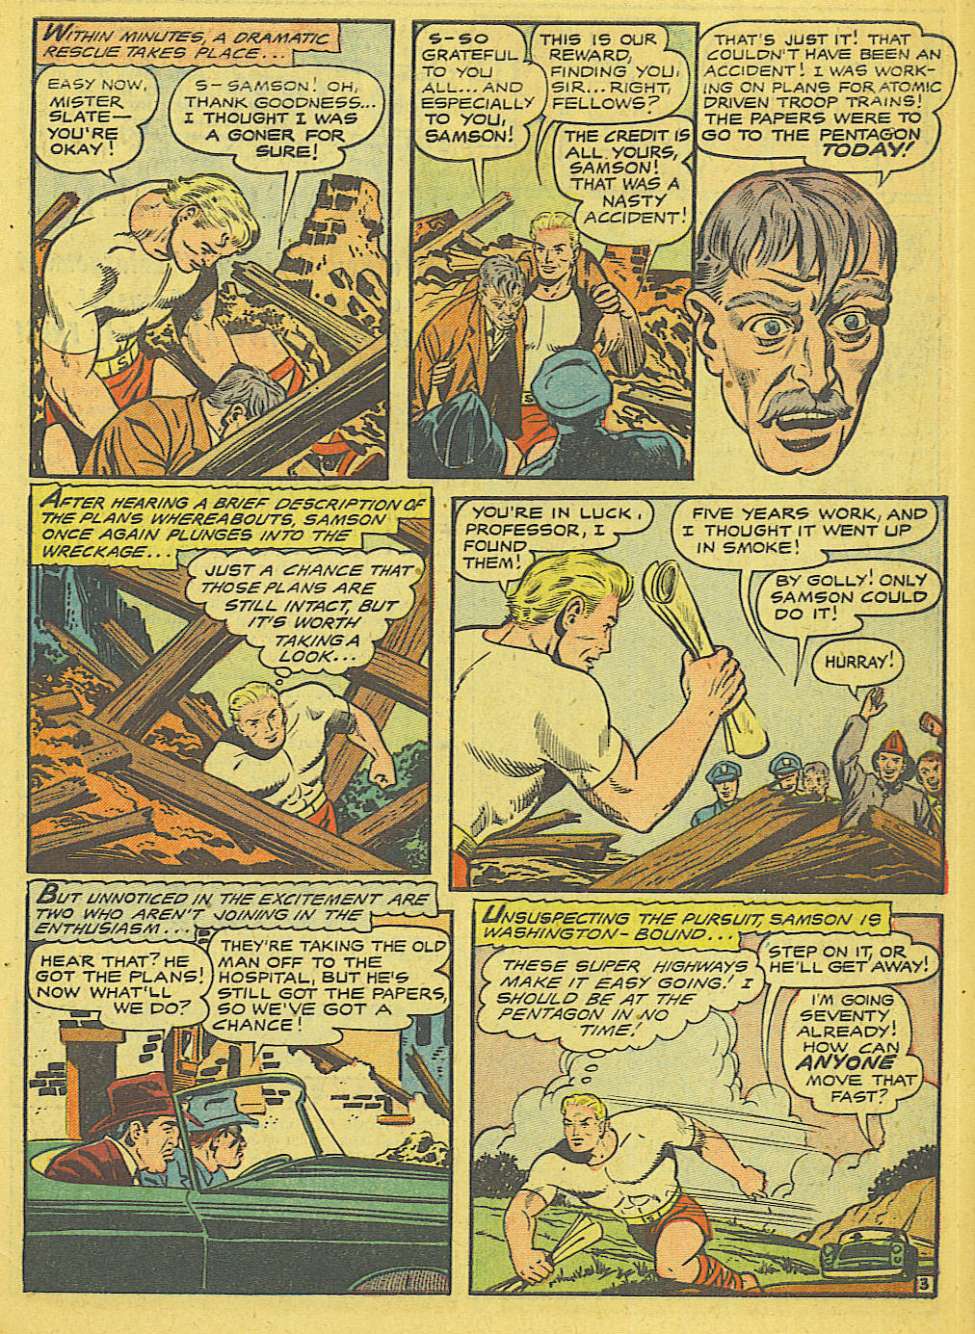 WITHIN MINUTES, A DRAMATIC
RESCUE TAKES PLACE...
EASY NOW,
MISTER
SLATE—
YOU'RE
OKAY!
S-SAMSON! OH,
THANK GOODNESS...
I THOUGHT I WAS
A GONER FOR
SURE!
S-SO
GRATEFUL
TO YOU
ALL... AND
ESPECIALLY
TO YOU,
SAMSON!
THIS IS OUR
REWARD,
FINDING YOU,
SIR... RIGHT,
FELLOWS?
THE CREDIT IS
ALL YOURS,
SAMSON!
THAT WAS A
NASTY
ACCIDENT!
THAT'S JUST IT! THAT
COULDN'T HAVE BEEN AN
ACCIDENT! I WAS WORK-
ING ON PLANS FOR ATOMIC
DRIVEN TROOP TRAINS!
THE PAPERS WERE TO
GO TO THE PENTAGON
TODAY!
AFTER HEARING A BRIEF DESCRIPTION OF
THE PLANS WHEREABOUTS, SAMSON
ONCE AGAIN PLUNGES INTO THE
WRECKAGE...
JUST A CHANCE THAT
THOSE PLANS ARE
STILL INTACT, BUT
IT'S WORTH
TAKING A
LOOK...
YOU'RE IN LUCK,
PROFESSOR, I
FOUND
THEM!
FIVE YEARS WORK, AND
I THOUGHT IT WENT UP
IN SMOKE!
BY GOLLY! ONLY
SAMSON COULD
DO IT!
HURRAY!
BUT UNNOTICED IN THE EXCITEMENT ARE
TWO WHO AREN'T JOINING IN THE
ENTHUSIASM...
HEAR THAT? HE
GOT THE PLANS!
NOW WHAT'LL
WE DO?
THEY'RE TAKING THE OLD
MAN OFF TO THE
HOSPITAL, BUT HE'S
STILL GOT THE PAPERS,
SO WE'VE GOT A
CHANCE!
UNSUSPECTING THE PURSUIT, SAMSON IS
WASHINGTON-BOUND...
THESE SUPER HIGHWAYS
MAKE IT EASY GOING! I
SHOULD BE AT THE
PENTAGON IN NO
TIME!
STEP ON IT, OR
HE'LL GET AWAY!
I'M GOING
SEVENTY
ALREADY!
HOW CAN
ANYONE
MOVE THAT
FAST?
3